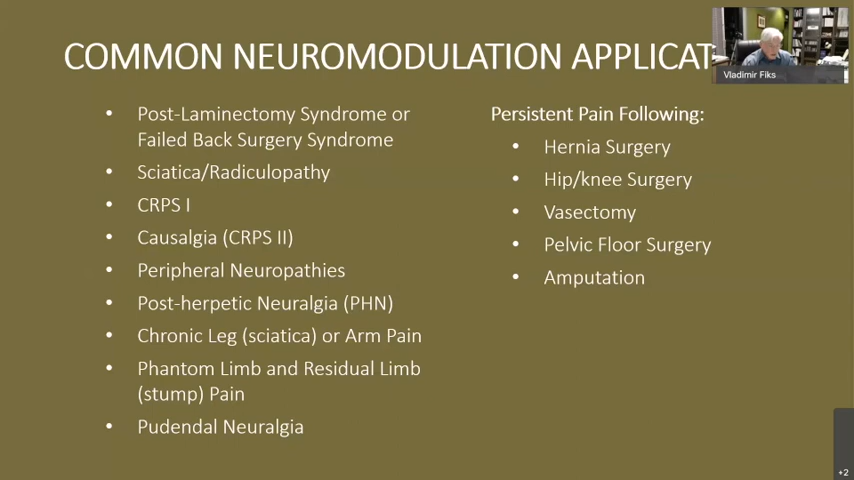 COMMON NEUROMODULATION APPLICAT
Vladimir Fiks
• Post-Laminectomy Syndrome or
Failed Back Surgery Syndrome
• Sciatica/Radiculopathy
• CRPS I
• Causalgia (CRPS II)
• Peripheral Neuropathies
• Post-herpetic Neuralgia (PHN)
• Chronic Leg (sciatica) or Arm Pain
• Phantom Limb and Residual Limb
(stump) Pain
• Pudendal Neuralgia
Persistent Pain Following:
• Hernia Surgery
• Hip/knee Surgery
• Vasectomy
• Pelvic Floor Surgery
• Amputation
+2